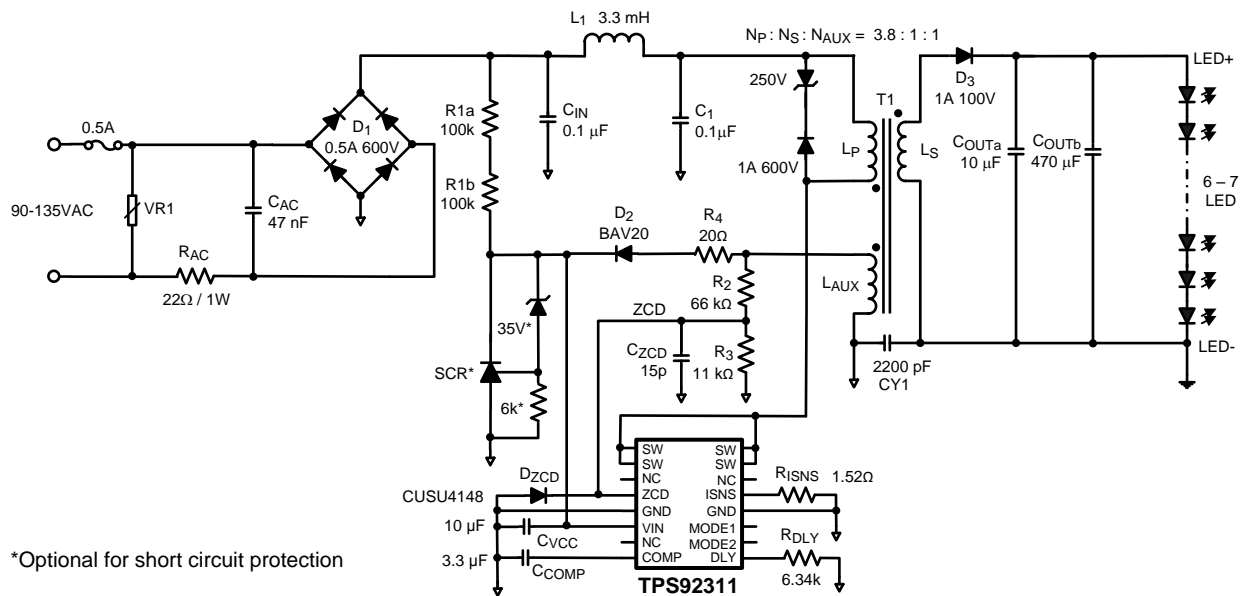 L1 3.3 mH
NP : NS : NAUX = 3.8 : 1 : 1
0.5A
90-135VAC
VR1
RAC
22Ω / 1W
CAC
47 nF
D1
0.5A 600V
R1a
100k
R1b
100k
CIN
0.1 µF
C1
0.1µF
250V
1A 600V
LP
T1
LS
D3
1A 100V
COUTa
10 µF
COUTb
470 µF
LED+
6 – 7
LED
LED-
D2
BAV20
R4
20Ω
R2
66 kΩ
LAUX
ZCD
CZCD
15p
R3
11 kΩ
2200 pF
CY1
35V*
SCR*
6k*
DZCD
CUSU4148
10 µF
CVCC
3.3 µF
CCOMP
SW
SW
NC
ZCD
GND
VIN
NC
COMP
SW
SW
NC
ISNS
GND
MODE1
MODE2
DLY
TPS92311
RISNS 1.52Ω
RDLY
6.34k
*Optional for short circuit protection